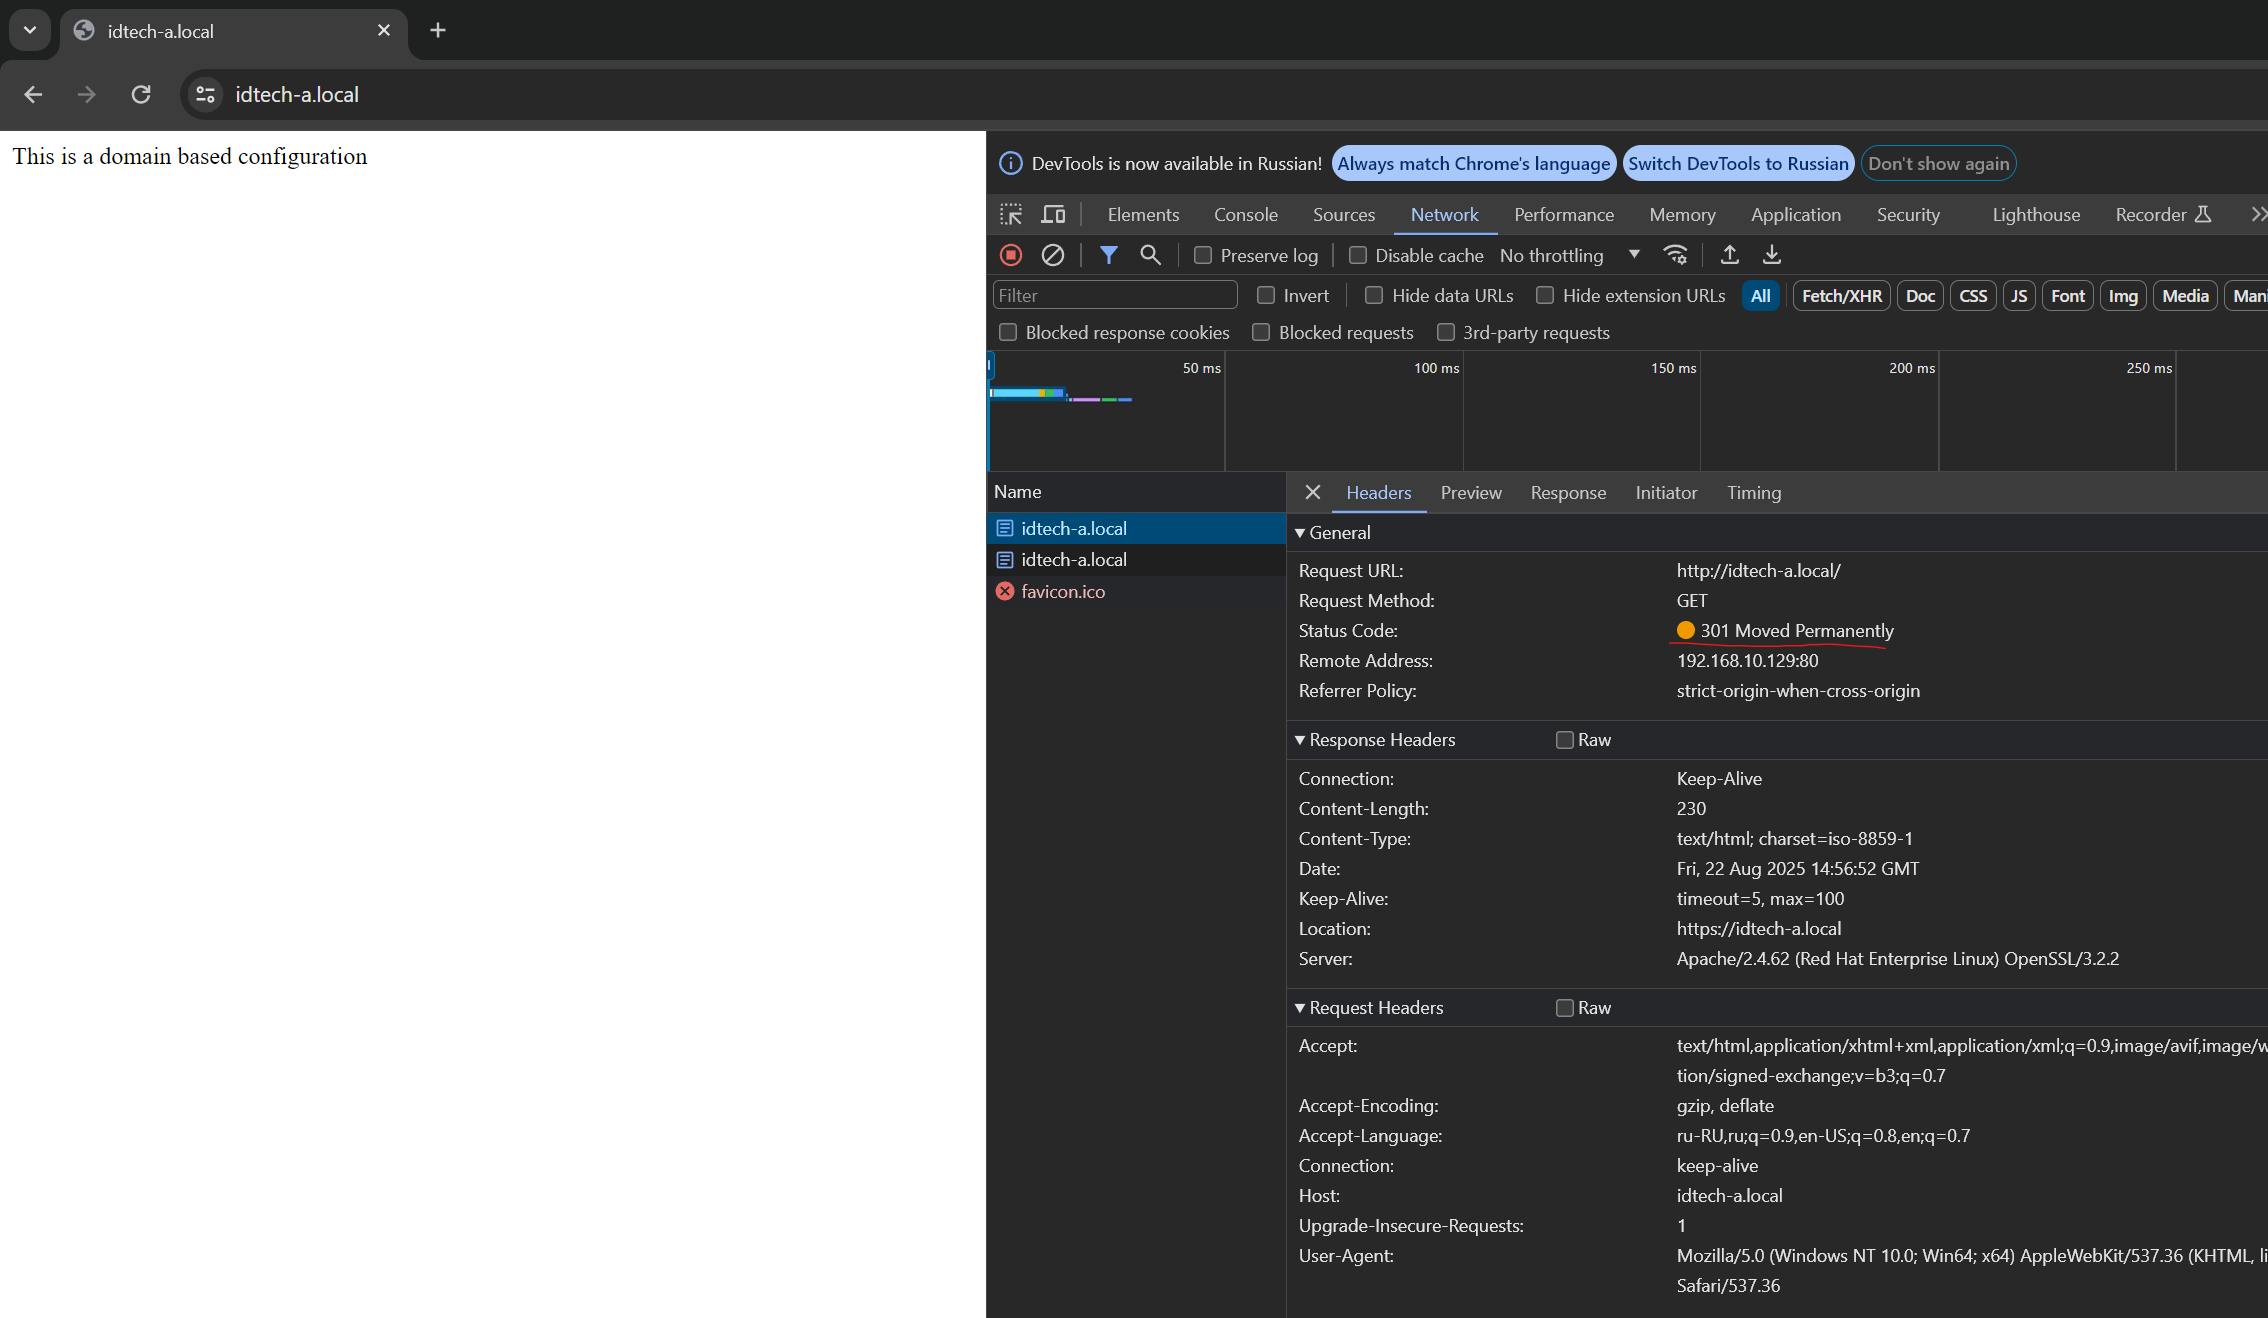 idtech-a.local
idtech-a.local
This is a domain based configuration
DevTools is now available in Russian! Always match Chrome's language Switch DevTools to Russian Don't show again
Elements Console Sources Network Performance Memory Application Security Lighthouse Recorder
Preserve log Disable cache No throttling
Filter Invert Hide data URLs Hide extension URLs All Fetch/XHR Doc CSS JS Font Img Media Mani
Blocked response cookies Blocked requests 3rd-party requests
50 ms 100 ms 150 ms 200 ms 250 ms
Name Headers Preview Response Initiator Timing
idtech-a.local
idtech-a.local
favicon.ico
General
Request URL: http://idtech-a.local/
Request Method: GET
Status Code: 301 Moved Permanently
Remote Address: 192.168.10.129:80
Referrer Policy: strict-origin-when-cross-origin
Response Headers Raw
Connection: Keep-Alive
Content-Length: 230
Content-Type: text/html; charset=iso-8859-1
Date: Fri, 22 Aug 2025 14:56:52 GMT
Keep-Alive: timeout=5, max=100
Location: https://idtech-a.local
Server: Apache/2.4.62 (Red Hat Enterprise Linux) OpenSSL/3.2.2
Request Headers Raw
Accept: text/html,application/xhtml+xml,application/xml;q=0.9,image/avif,image/w
tion/signed-exchange;v=b3;q=0.7
Accept-Encoding: gzip, deflate
Accept-Language: ru-RU,ru;q=0.9,en-US;q=0.8,en;q=0.7
Connection: keep-alive
Host: idtech-a.local
Upgrade-Insecure-Requests: 1
User-Agent: Mozilla/5.0 (Windows NT 10.0; Win64; x64) AppleWebKit/537.36 (KHTML, li
Safari/537.36